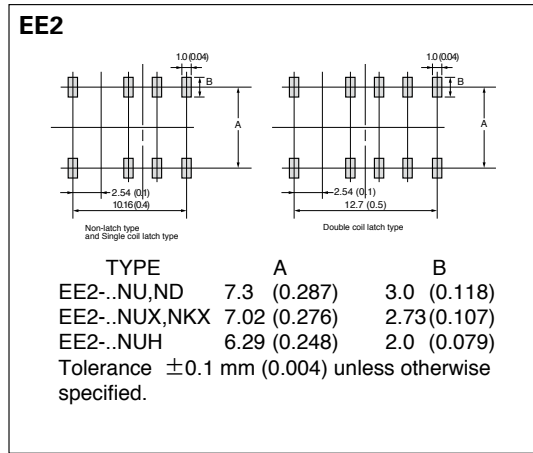 EE2
1.0 (0.04)
B
A
2.54 (0.1)
10.16 (0.4)
Non-latch type
and Single coil latch type
1.0 (0.04)
B
A
2.54 (0.1)
12.7 (0.5)
Double coil latch type
TYPE A B
EE2-..NU,ND 7.3 (0.287) 3.0 (0.118)
EE2-..NUX,NKX 7.02 (0.276) 2.73 (0.107)
EE2-..NUH 6.29 (0.248) 2.0 (0.079)
Tolerance ±0.1 mm (0.004) unless otherwise
specified.